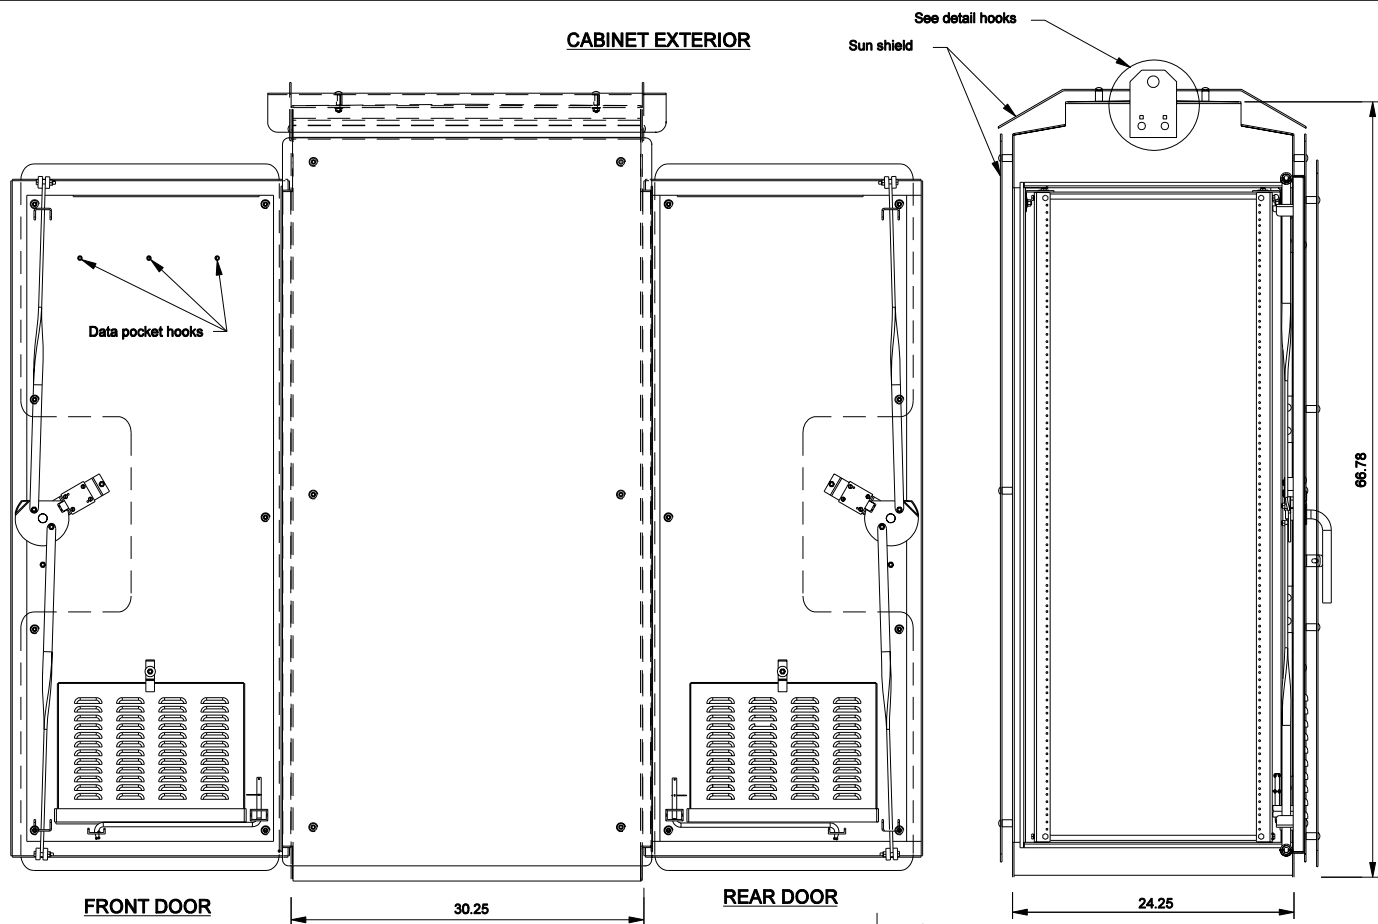 CABINET EXTERIOR
See detail hooks
Sun shield
Data pocket hooks
66.78
FRONT DOOR
30.25
REAR DOOR
24.25